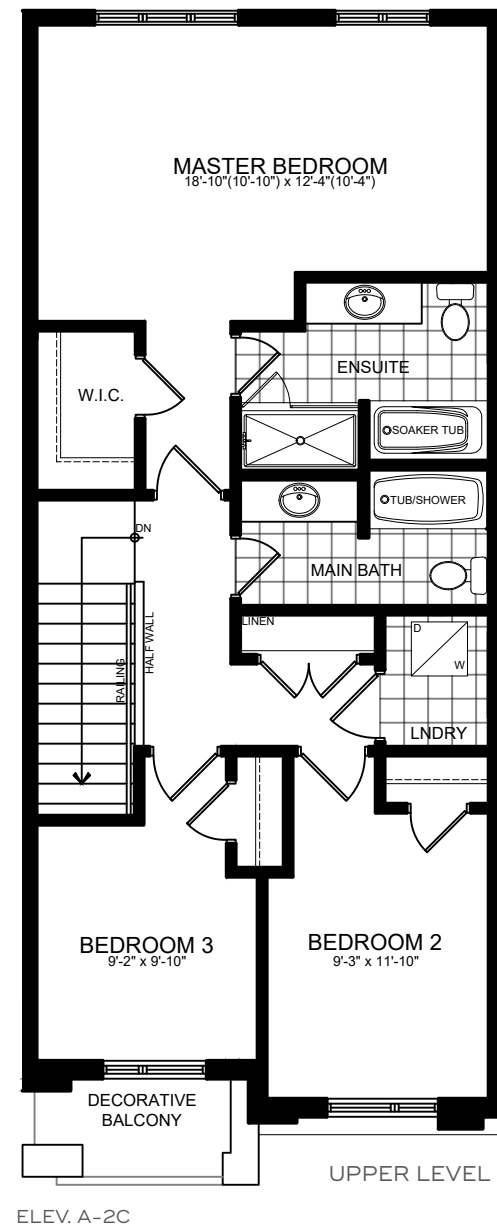 MASTER BEDROOM
18'-10"(10'-10") x 12'-4"(10'-4")
W.I.C.
ENSUITE
SOAKER TUB
TUB/SHOWER
DN
MAIN BATH
LINEN
HALF WALL
RAILING
D
W
LNDRY
BEDROOM 3
9'-2" x 9'-10"
BEDROOM 2
9'-3" x 11'-10"
DECORATIVE
BALCONY
UPPER LEVEL
ELEV. A-2C